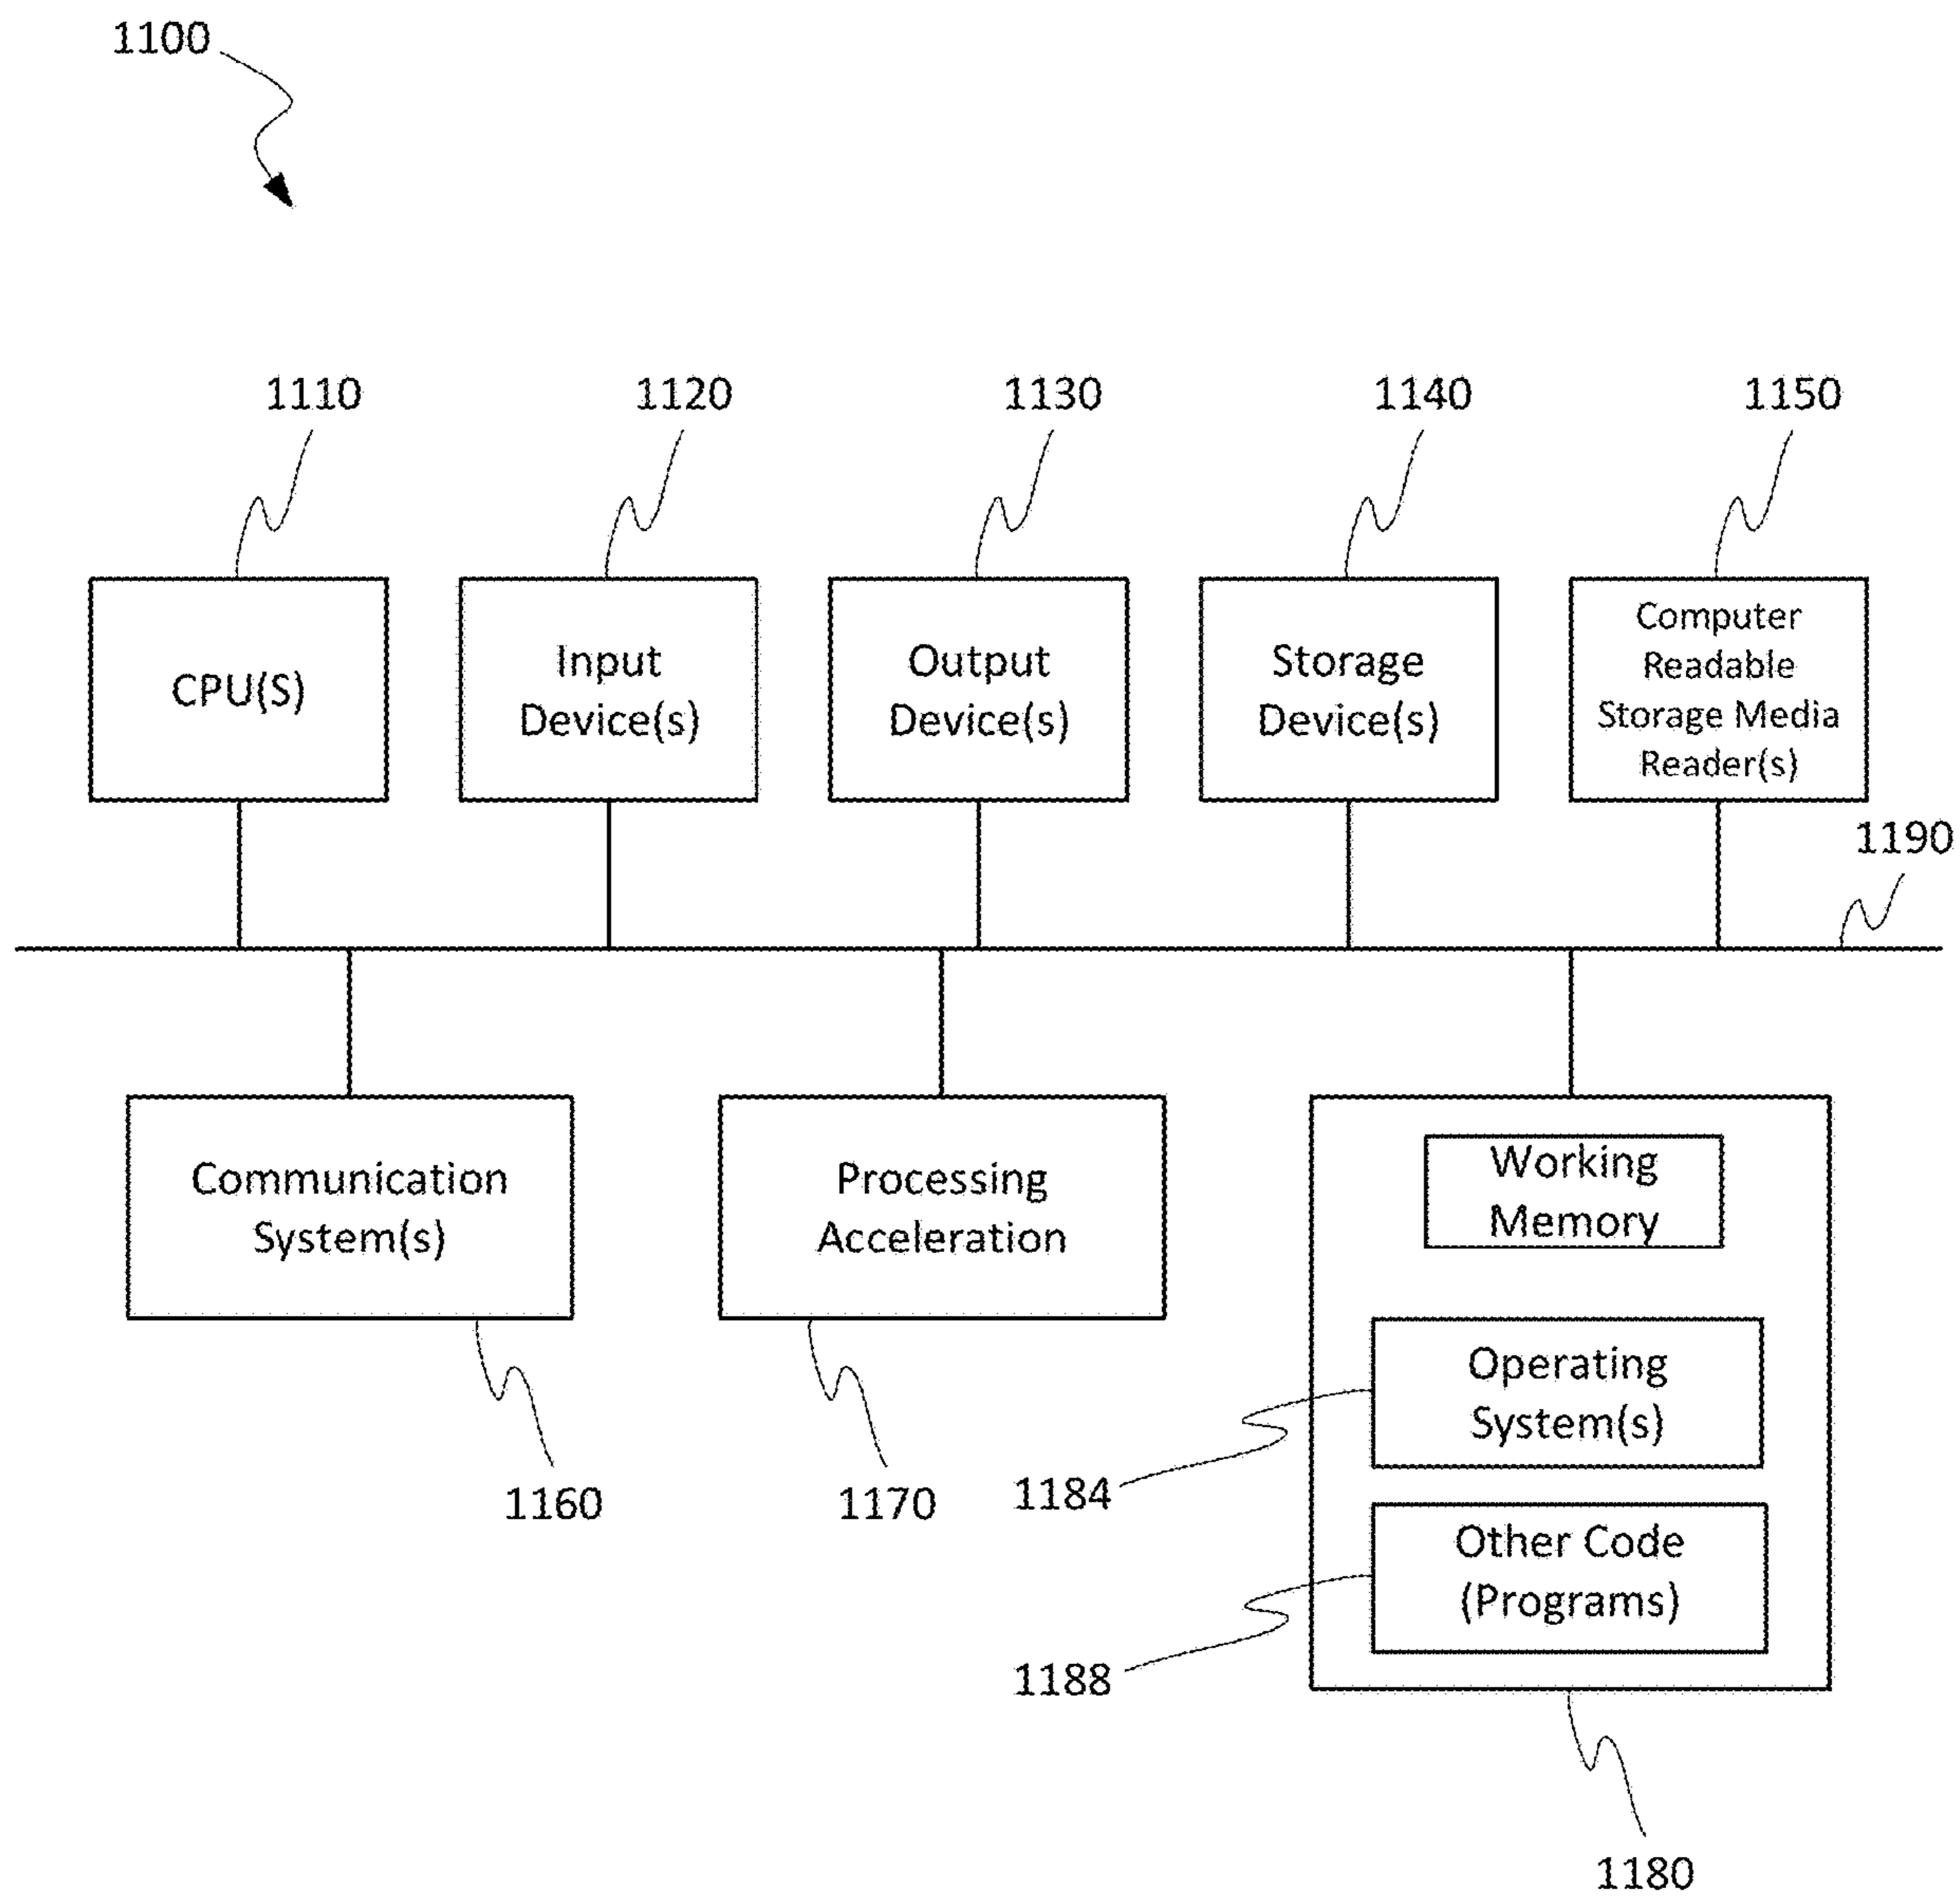 1100
1110
1120
1130
1140
1150
CPU(S)
Input
Device(s)
Output
Device(s)
Storage
Device(s)
Computer
Readable
Storage Media
Reader(s)
1190
Communication
System(s)
Processing
Acceleration
Working
Memory
Operating
System(s)
Other Code
(Programs)
1160
1170
1184
1188
1180